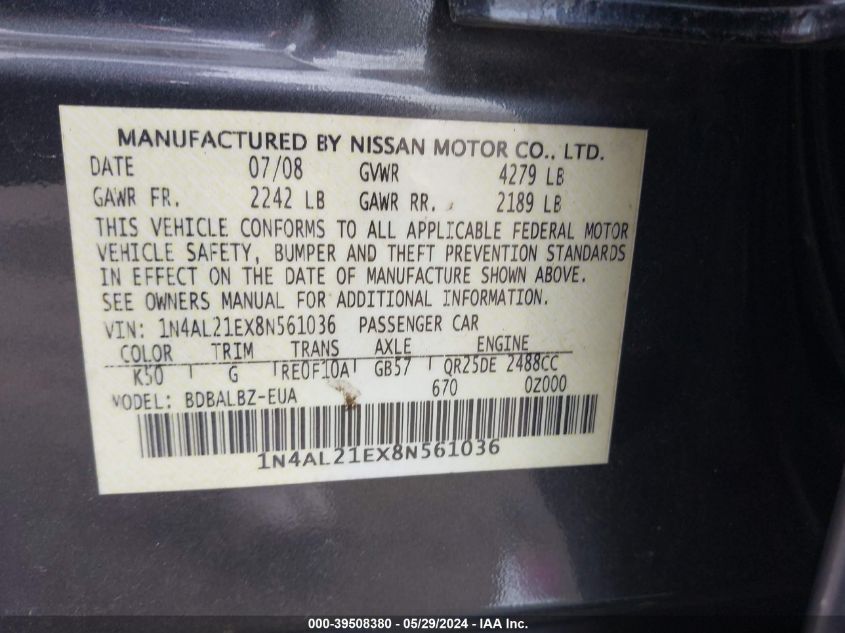 MANUFACTURED BY NISSAN MOTOR CO., LTD.
DATE 07/08 GVWR 4279 LB
GAWR FR. 2242 LB GAWR RR. 2189 LB
THIS VEHICLE CONFORMS TO ALL APPLICABLE FEDERAL MOTOR
VEHICLE SAFETY, BUMPER AND THEFT PREVENTION STANDARDS
IN EFFECT ON THE DATE OF MANUFACTURE SHOWN ABOVE.
SEE OWNERS MANUAL FOR ADDITIONAL INFORMATION.
VIN: 1N4AL21EX8N561036 PASSENGER CAR
COLOR TRIM TRANS AXLE ENGINE
K50 G RE0F10A GB57 QR25DE 2488CC
MODEL: BDBALBZ-EUA 670 0Z000
1N4AL21EX8N561036
000-39508380 - 05/29/2024 - IAA Inc.